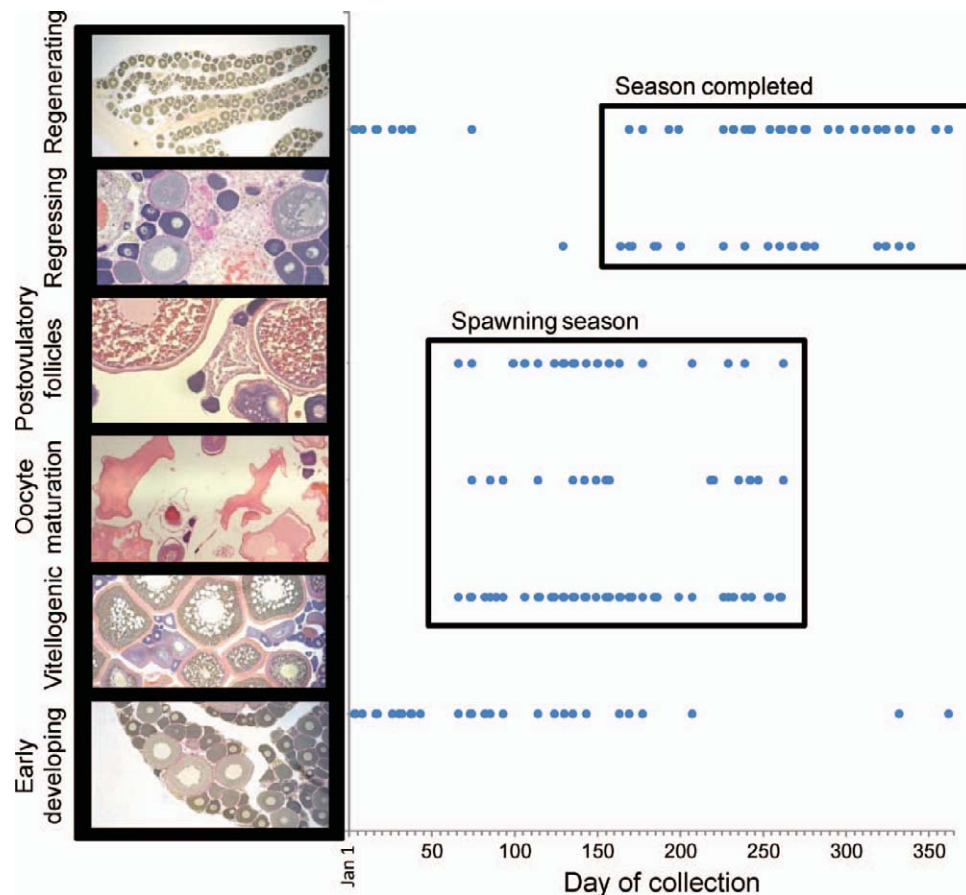 Regenerating
Regressing
Postovulatory
follicles
Oocyte
maturation
Vitellogenic
Early
developing
Season completed
Spawning season
Jan 1
50
100
150
200
250
300
350
Day of collection